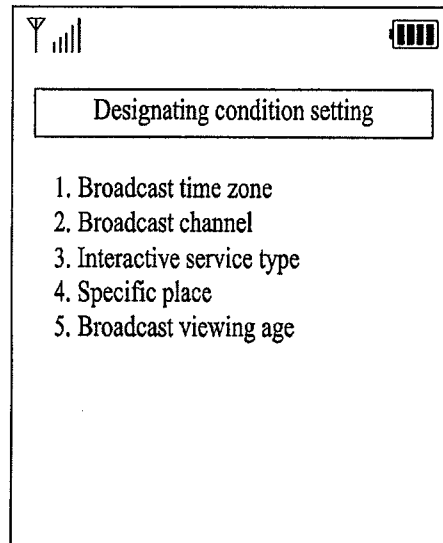 Designating condition setting
1. Broadcast time zone
2. Broadcast channel
3. Interactive service type
4. Specific place
5. Broadcast viewing age